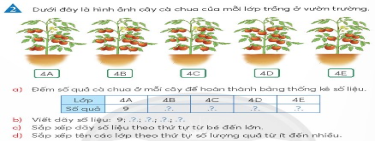 2 Dưới đây là hình ảnh cây cà chua của mỗi lớp trồng ở vườn trường.
4A 4B 4C 4D 4E
a) Đếm số quả cà chua ở mỗi cây để hoàn thành bảng thống kê số liệu.
Lớp 4A 4B 4C 4D 4E
Số quả 9 .?. .?. .?. .?.
b) Viết dãy số liệu: 9; .?.; .?.; .?.; .?.
c) Sắp xếp dãy số liệu theo thứ tự từ bé đến lớn.
d) Sắp xếp tên các lớp theo thứ tự số lượng quả từ ít đến nhiều.